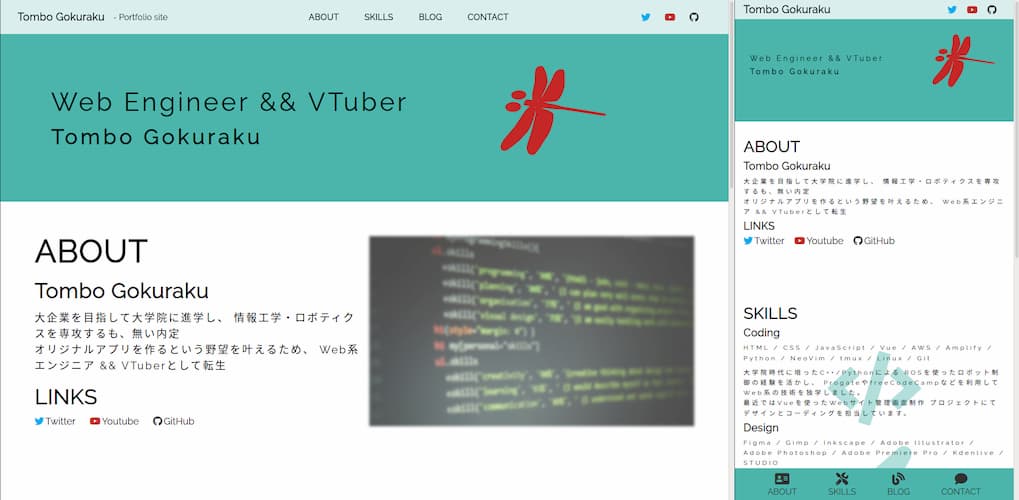 Tombo Gokuraku - Portfolio site
ABOUT SKILLS BLOG CONTACT
Web Engineer && VTuber
Tombo Gokuraku
ABOUT
Tombo Gokuraku
大企業を目指して大学院に進学し、 情報工学・ロボティク
スを専攻するも、無い内定
オリジナルアプリを作るという野望を叶えるため、 Web系
エンジニア && VTuberとして転生
LINKS
Twitter Youtube GitHub
Tombo Gokuraku
Web Engineer && VTuber
Tombo Gokuraku
ABOUT
Tombo Gokuraku
大企業を目指して大学院に進学し、 情報工学・ロボティクスを専攻
するも、無い内定
オリジナルアプリを作るという野望を叶えるため、 Web系エンジニ
ア && VTuberとして転生
LINKS
Twitter Youtube GitHub
SKILLS
Coding
HTML / CSS / JavaScript / Vue / AWS / Amplify /
Python / NeoVim / tmux / Linux / Git
大学院時代に培ったC++/PythonによるROSを使ったロボット制
御の経験を活かし、 ProgateやfreeCodeCampなどを利用して
Web系の技術を独学しました。
最近ではVueを使ったWebサイト管理画面制作 プロジェクトにて
デザインとコーディングを担当しています。
Design
Figma / Gimp / Inkscape / Adobe Illustrator /
Adobe Photoshop / Adobe Premiere Pro / Kdenlive /
STUDIO
ABOUT SKILLS BLOG CONTACT